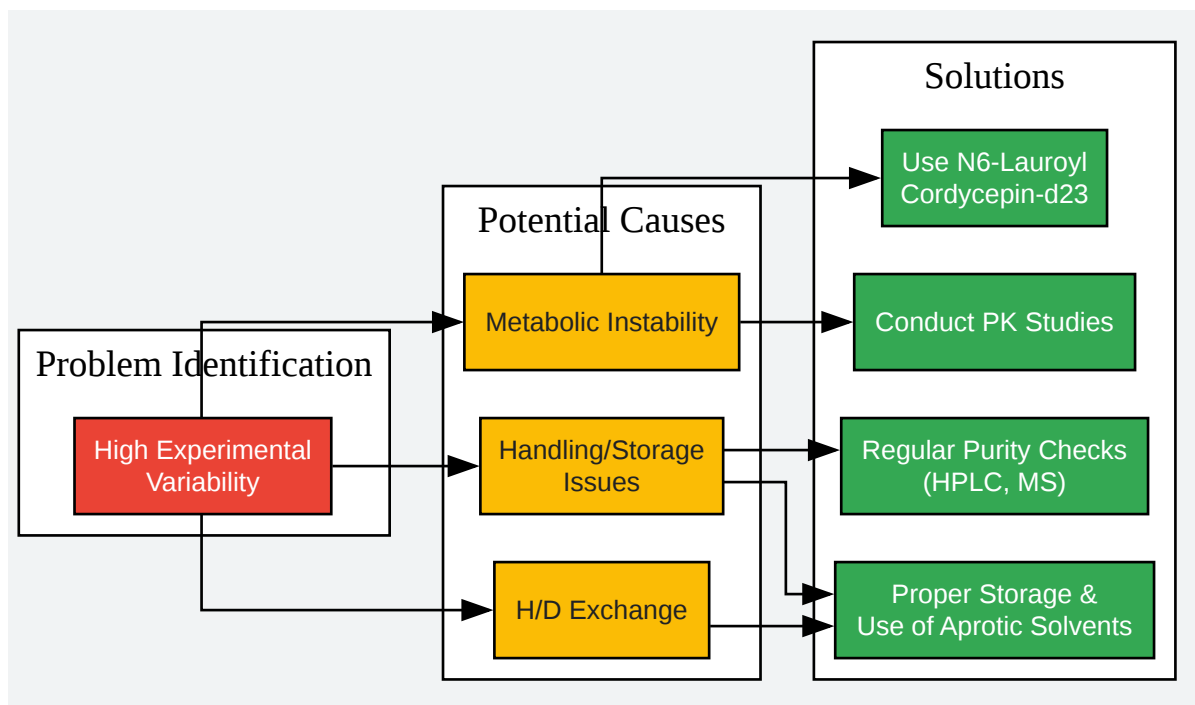 Problem Identification
High Experimental
Variability
Potential Causes
Metabolic Instability
Handling/Storage
Issues
H/D Exchange
Solutions
Use N6-Lauroyl
Cordycepin-d23
Conduct PK Studies
Regular Purity Checks
(HPLC, MS)
Proper Storage &
Use of Aprotic Solvents